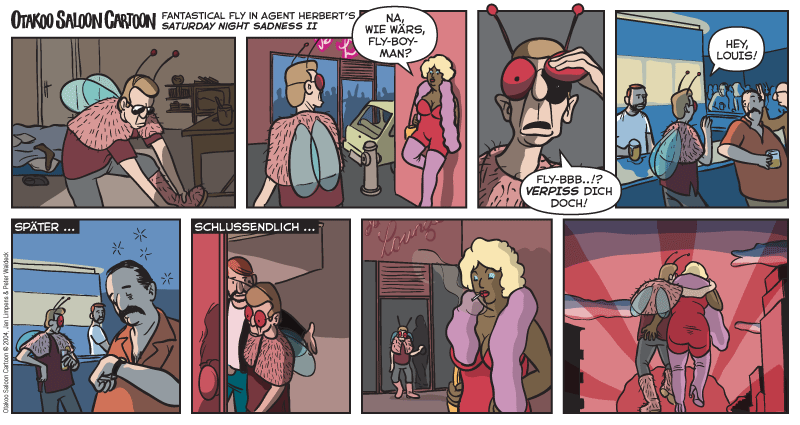 OTAKOO SALOON CARTOON
FANTASTICAL FLY IN AGENT HERBERT'S
SATURDAY NIGHT SADNESS II
NA,
WIE WÄRS,
FLY-BOY-
MAN?
FLY-BBB..!?
VERPISS DICH
DOCH!
HEY,
LOUIS!
SPÄTER ...
SCHLUSSENDLICH ...
Lounge
Otakoo Saloon Cartoon © 2004, Jan Limpens & Peter Waldeck